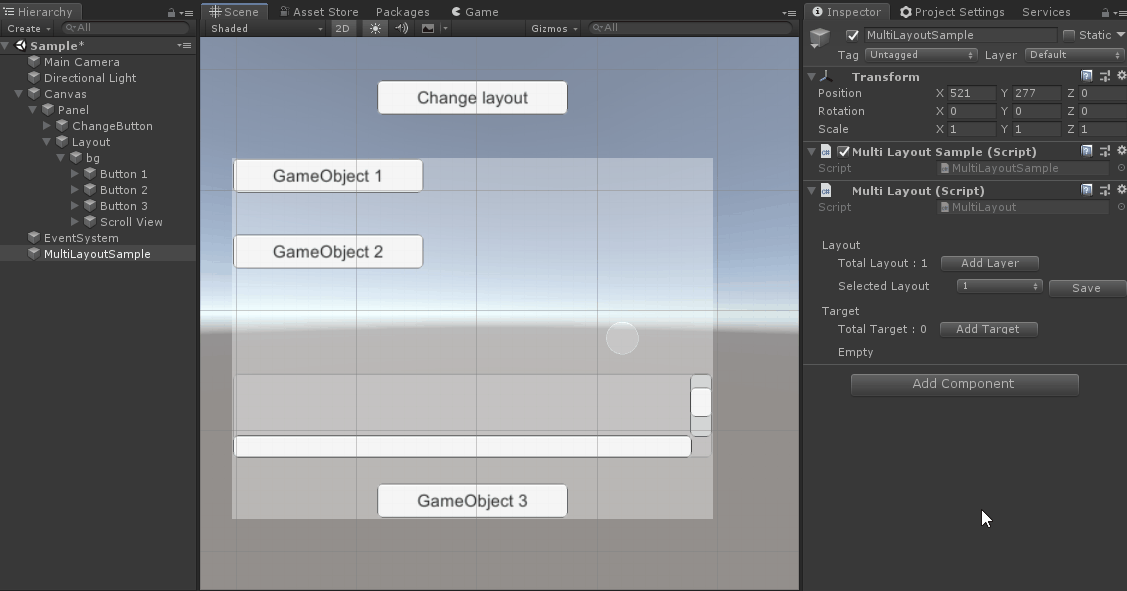 Hierarchy
Create
All
Sample*
Main Camera
Directional Light
Canvas
Panel
ChangeButton
Layout
bg
Button 1
Button 2
Button 3
Scroll View
EventSystem
MultiLayoutSample
Scene Asset Store Packages Game
Shaded 2D Gizmos All
Change layout
GameObject 1
GameObject 2
GameObject 3
Inspector Project Settings Services
MultiLayoutSample Static
Tag Untagged Layer Default
Transform
Position X 521 Y 277 Z 0
Rotation X 0 Y 0 Z 0
Scale X 1 Y 1 Z 1
Multi Layout Sample (Script)
Script MultiLayoutSample
Multi Layout (Script)
Script MultiLayout
Layout
Total Layout : 1 Add Layer
Selected Layout 1 Save
Target
Total Target : 0 Add Target
Empty
Add Component